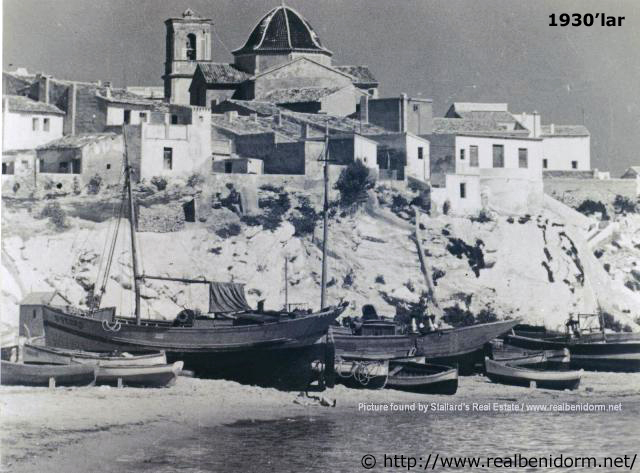 1930'lar
Picture found by Stallard's Real Estate / www.realbenidorm.net
© http://www.realbenidorm.net/